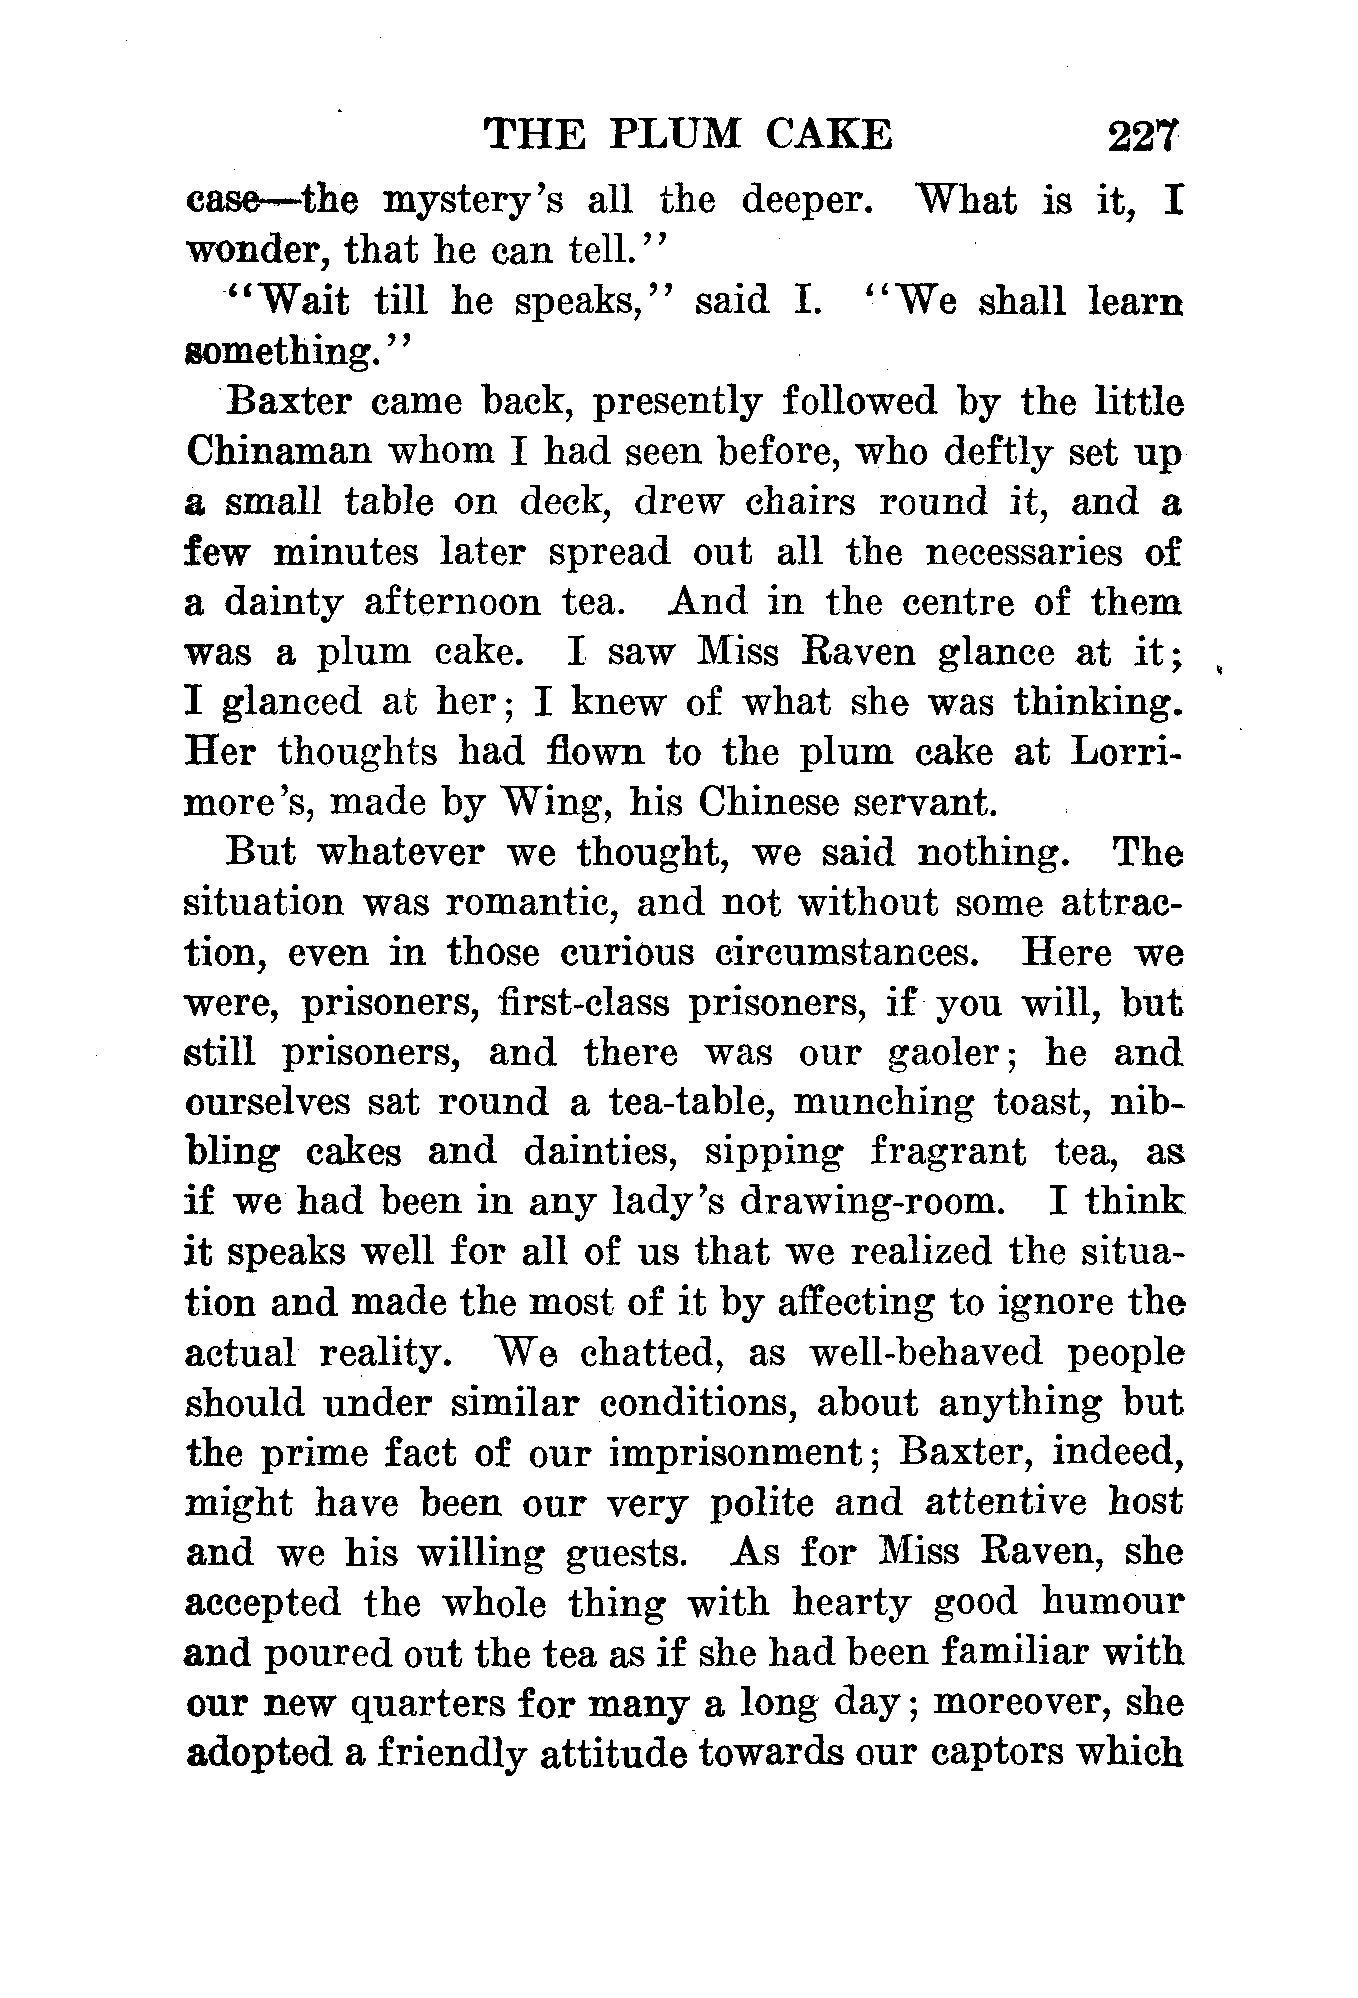 THE PLUM CAKE 227
case—the mystery's all the deeper. What is it, I
wonder, that he can tell."
"Wait till he speaks," said I. "We shall learn
something."
Baxter came back, presently followed by the little
Chinaman whom I had seen before, who deftly set up
a small table on deck, drew chairs round it, and a
few minutes later spread out all the necessaries of
a dainty afternoon tea. And in the centre of them
was a plum cake. I saw Miss Raven glance at it;
I glanced at her; I knew of what she was thinking.
Her thoughts had flown to the plum cake at Lorri-
more's, made by Wing, his Chinese servant.
But whatever we thought, we said nothing. The
situation was romantic, and not without some attrac-
tion, even in those curious circumstances. Here we
were, prisoners, first-class prisoners, if you will, but
still prisoners, and there was our gaoler; he and
ourselves sat round a tea-table, munching toast, nib-
bling cakes and dainties, sipping fragrant tea, as
if we had been in any lady's drawing-room. I think
it speaks well for all of us that we realized the situa-
tion and made the most of it by affecting to ignore the
actual reality. We chatted, as well-behaved people
should under similar conditions, about anything but
the prime fact of our imprisonment; Baxter, indeed,
might have been our very polite and attentive host
and we his willing guests. As for Miss Raven, she
accepted the whole thing with hearty good humour
and poured out the tea as if she had been familiar with
our new quarters for many a long day; moreover, she
adopted a friendly attitude towards our captors which